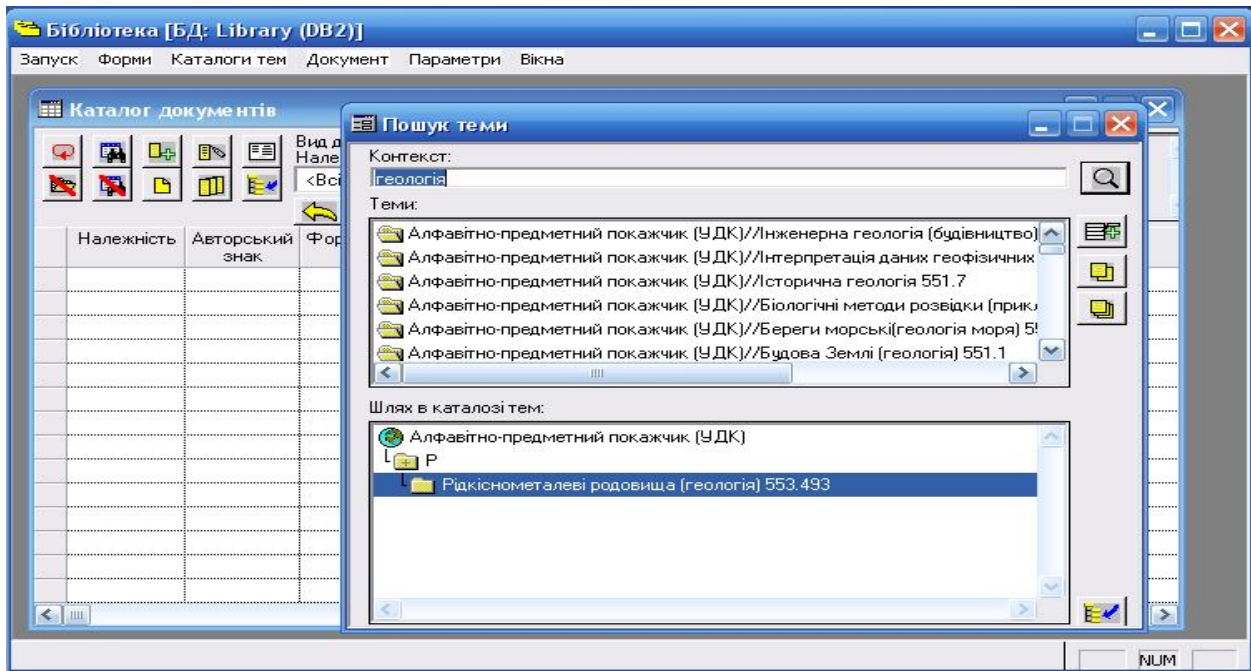 Бібліотека [БД: Library (DB2)]
Запуск Форми Каталоги тем Документ Параметри Вікна
Каталог документів
Вид д
Нале
<Всі
Належність Авторський знак Фор
Пошук теми
Контекст:
геологія
Теми:
Алфавітно-предметний покажчик (УДК)//Інженерна геологія (будівництво)
Алфавітно-предметний покажчик (УДК)//Інтерпретація даних геофізичних
Алфавітно-предметний покажчик (УДК)//Історична геологія 551.7
Алфавітно-предметний покажчик (УДК)//Біологічні методи розвідки (прикл
Алфавітно-предметний покажчик (УДК)//Береги морські(геологія моря) 5
Алфавітно-предметний покажчик (УДК)//Будова Землі (геологія) 551.1
Шлях в каталозі тем:
Алфавітно-предметний покажчик (УДК)
Р
Рідкіснометалеві родовища (геологія) 553.493
NUM